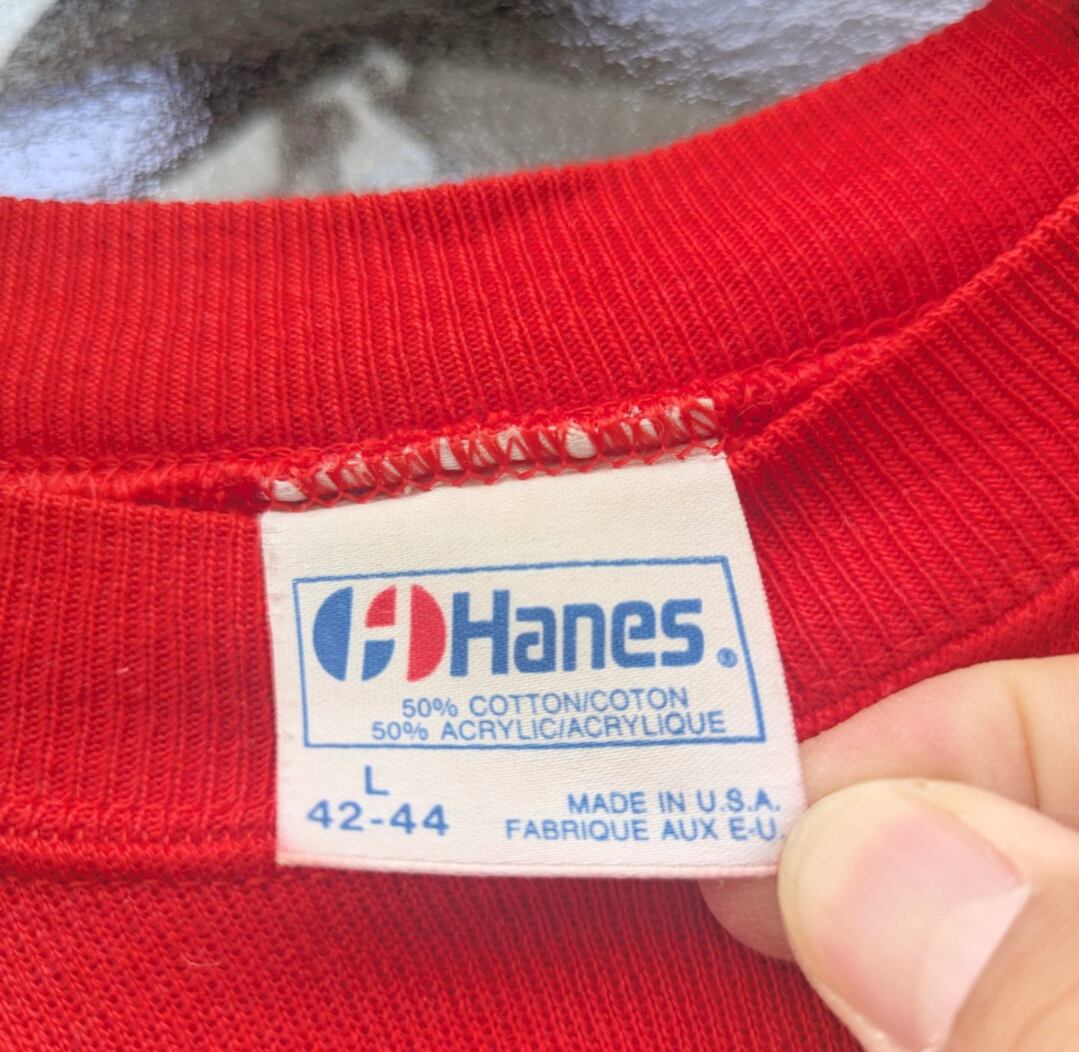 Hanes®
50% COTTON/COTON
50% ACRYLIC/ACRYLIQUE
L
42-44
MADE IN U.S.A.
FABRIQUE AUX E-U.